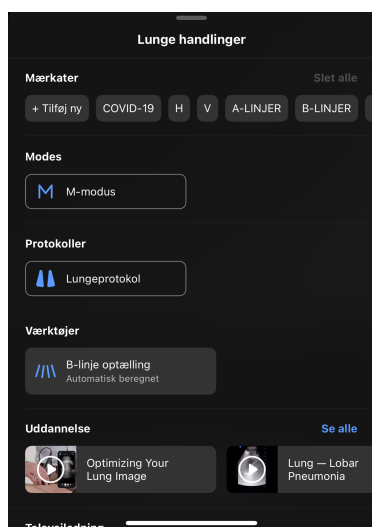 Lunge handlinger
Mærkater
Slet alle
+ Tilføj ny
COVID-19
H
V
A-LINJER
B-LINJER
Modes
M-modus
Protokoller
Lungeprotokol
Værktøjer
B-linje optælling
Automatisk beregnet
Uddannelse
Se alle
Optimizing Your
Lung Image
Lung — Lobar
Pneumonia